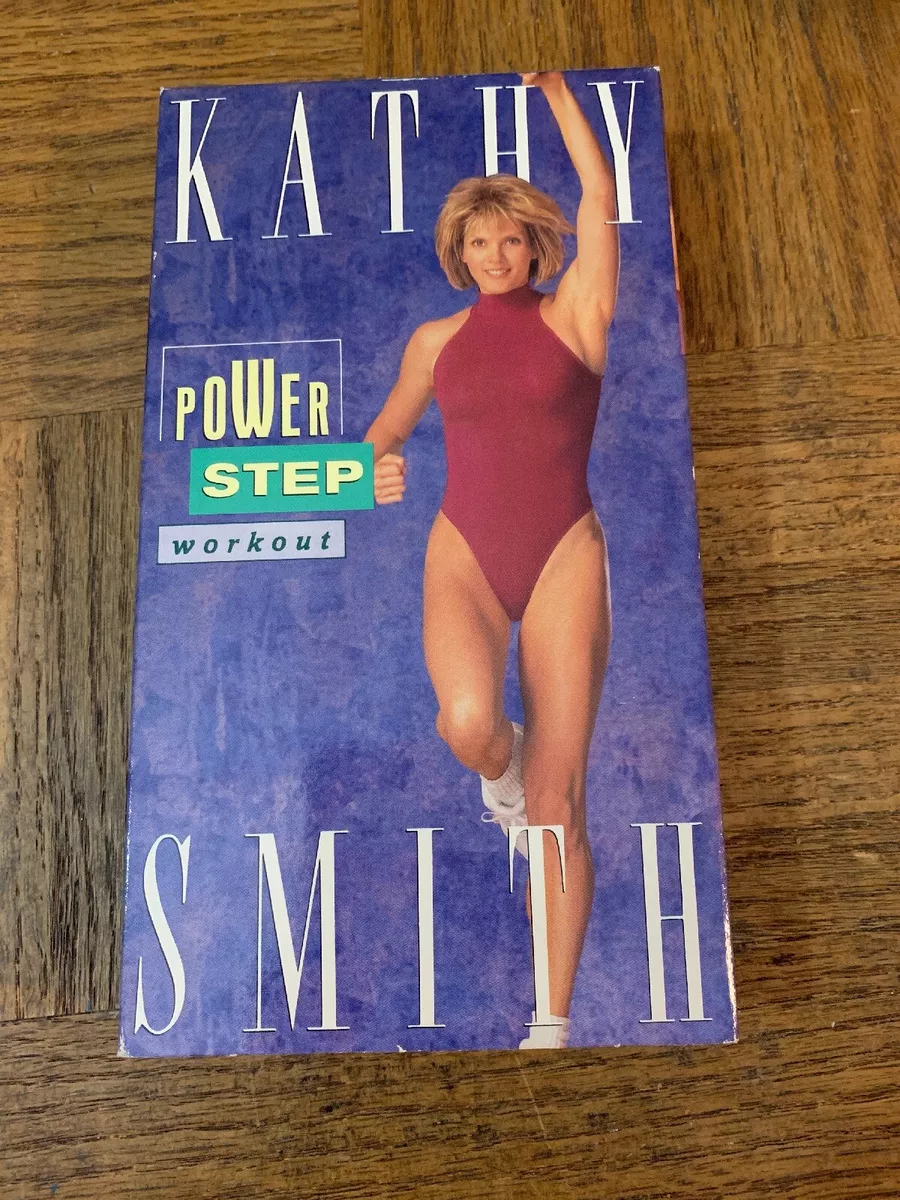 KATHY
POWER
STEP
workout
SMITH